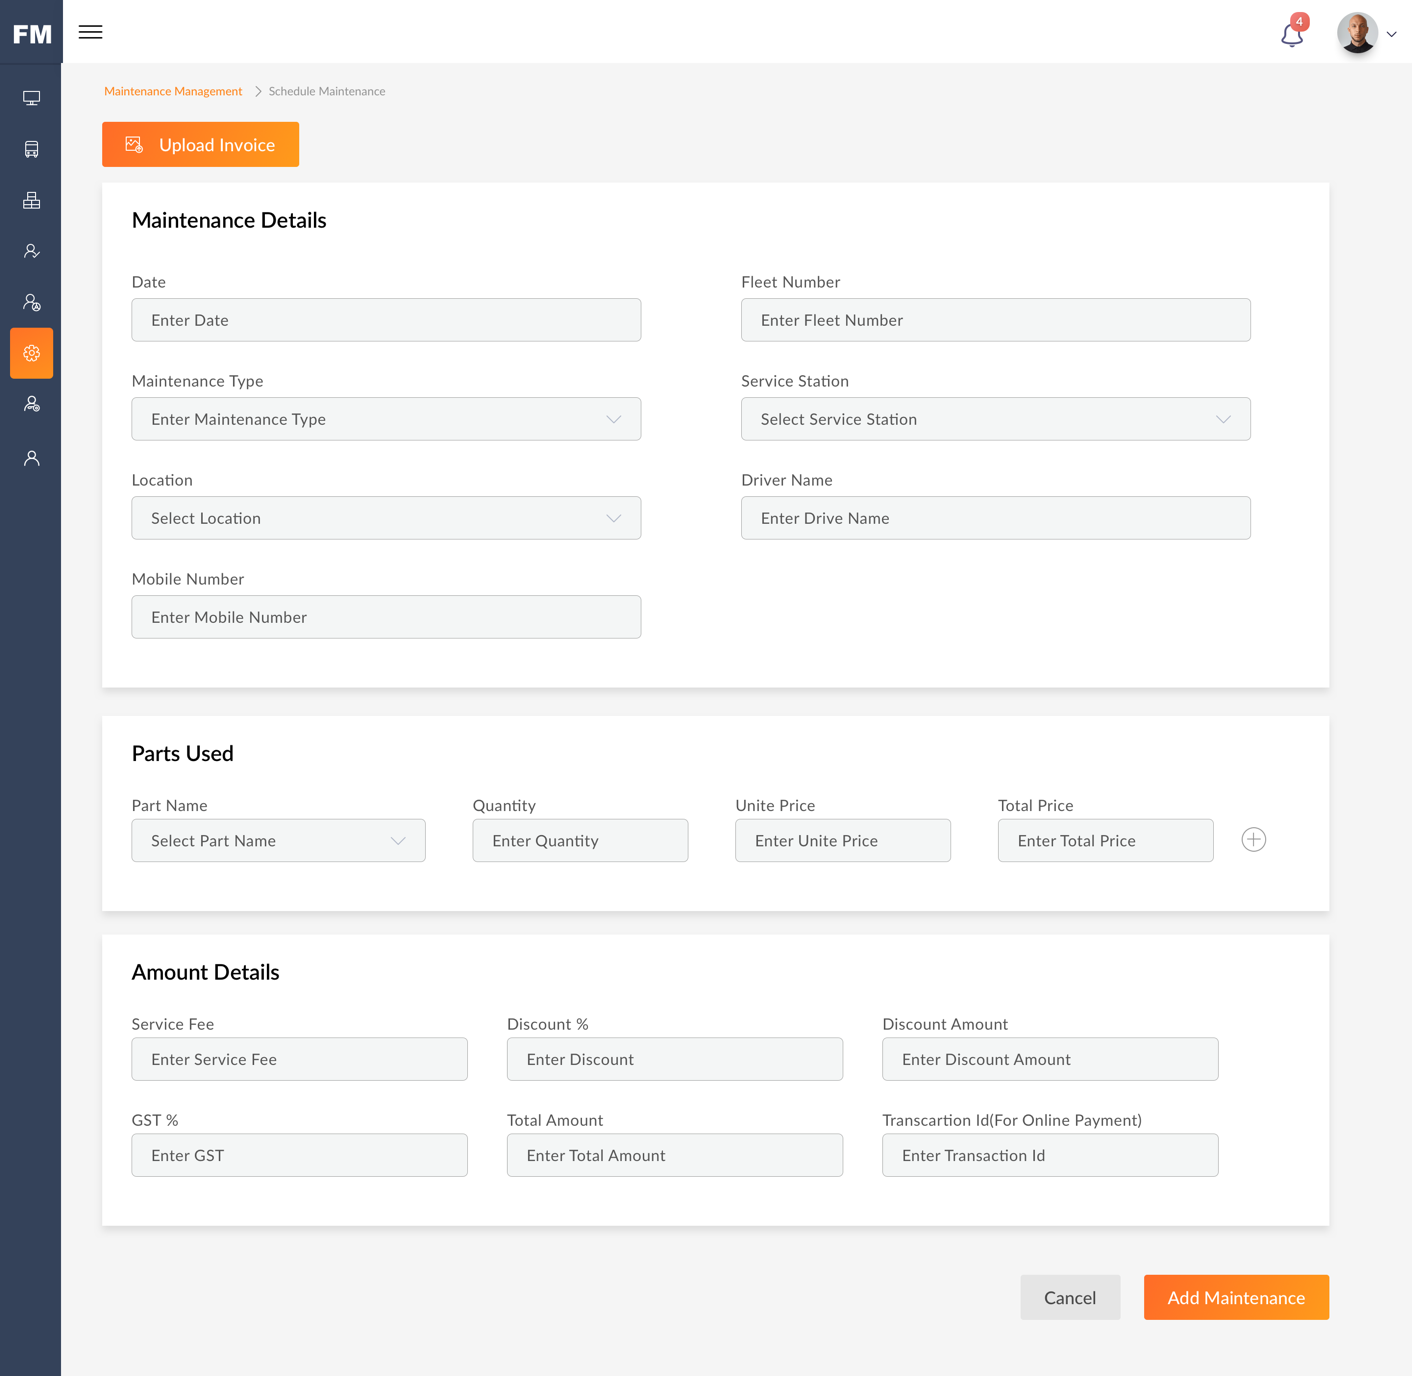 FM
4
Maintenance Management > Schedule Maintenance
Upload Invoice
Maintenance Details
Date
Fleet Number
Enter Date
Enter Fleet Number
Maintenance Type
Service Station
Enter Maintenance Type
Select Service Station
Location
Driver Name
Select Location
Enter Drive Name
Mobile Number
Enter Mobile Number
Parts Used
Part Name
Quantity
Unite Price
Total Price
Select Part Name
Enter Quantity
Enter Unite Price
Enter Total Price
Amount Details
Service Fee
Discount %
Discount Amount
Enter Service Fee
Enter Discount
Enter Discount Amount
GST %
Total Amount
Transcartion Id(For Online Payment)
Enter GST
Enter Total Amount
Enter Transaction Id
Cancel
Add Maintenance